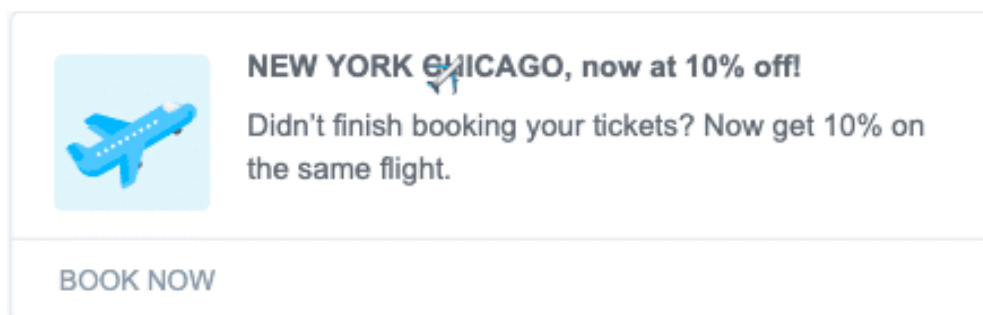 NEW YORK ✈️CHICAGO, now at 10% off!
Didn’t finish booking your tickets? Now get 10% on
the same flight.
BOOK NOW